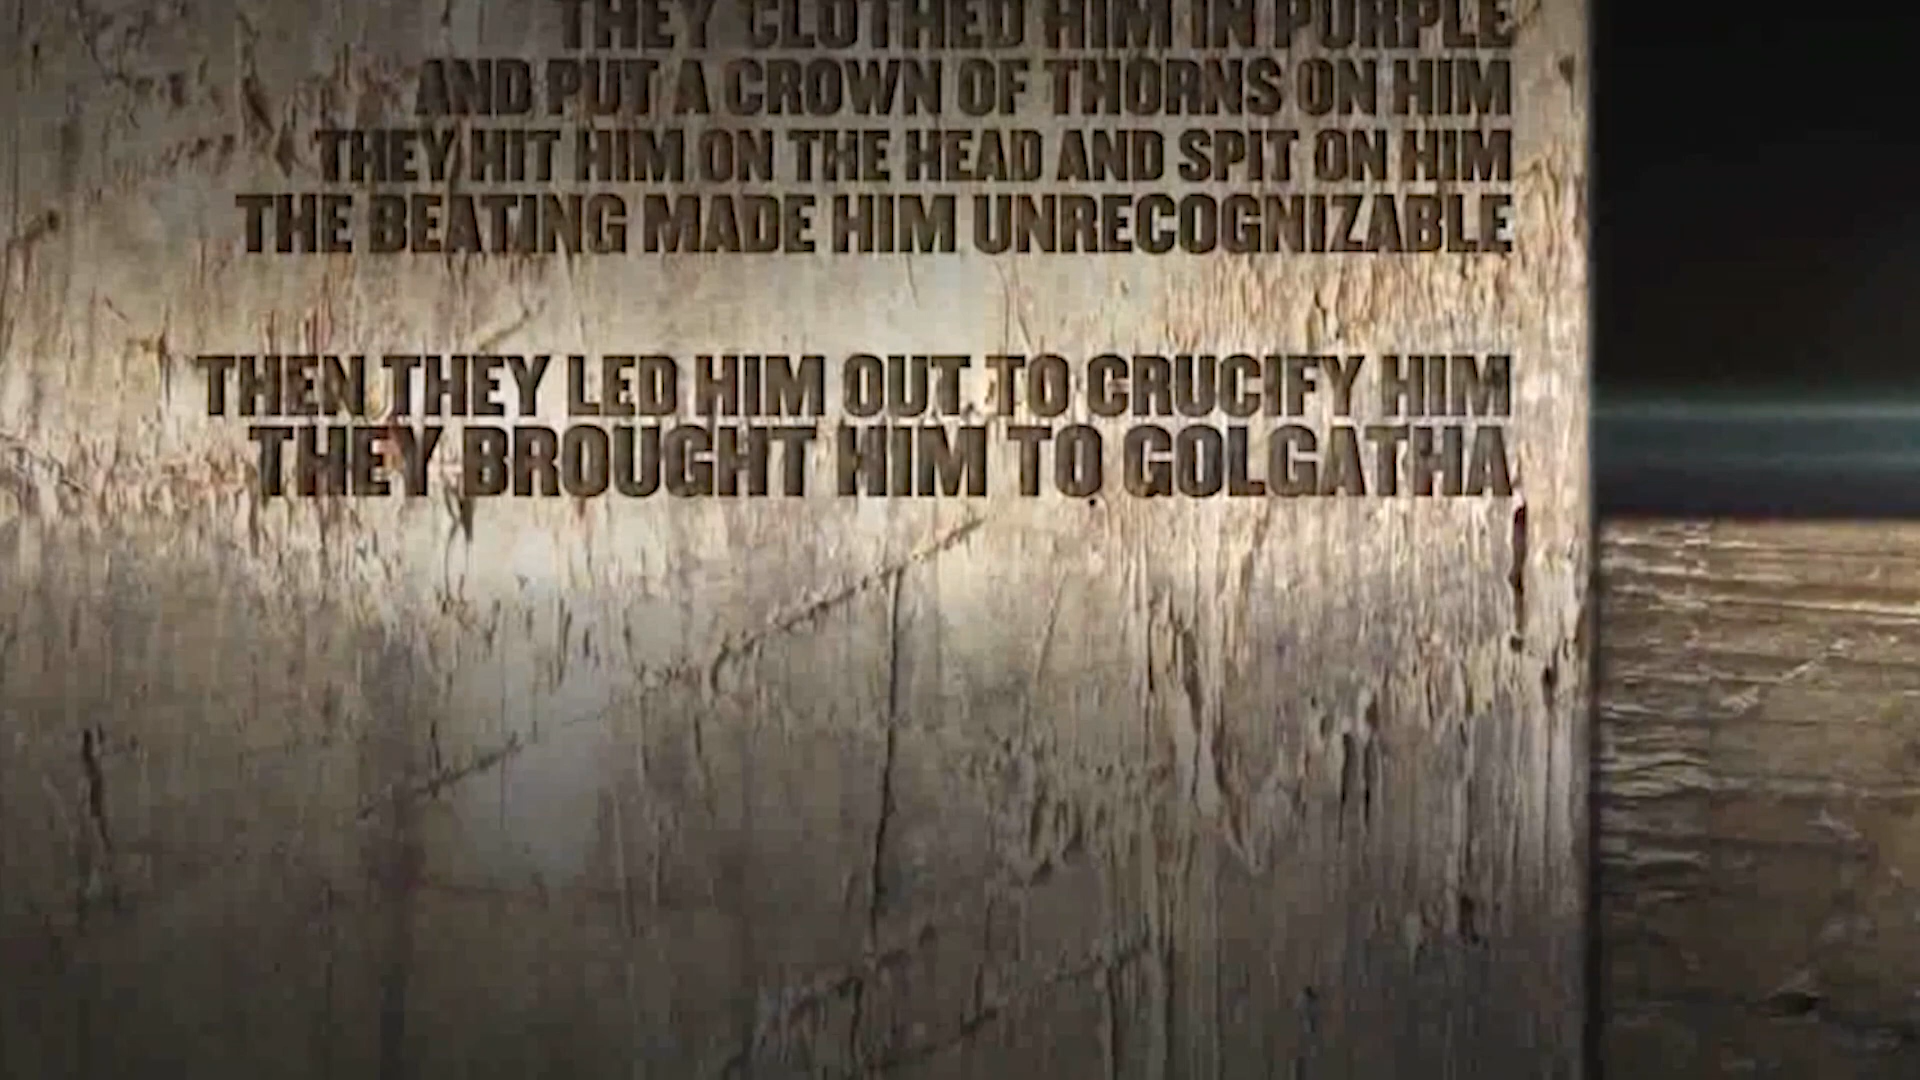 THEY CLOTHED HIM IN PURPLE
AND PUT A CROWN OF THORNS ON HIM
THEY HIT HIM ON THE HEAD AND SPIT ON HIM
THE BEATING MADE HIM UNRECOGNIZABLE
THEN THEY LED HIM OUT TO CRUCIFY HIM
THEY BROUGHT HIM TO GOLGATHA